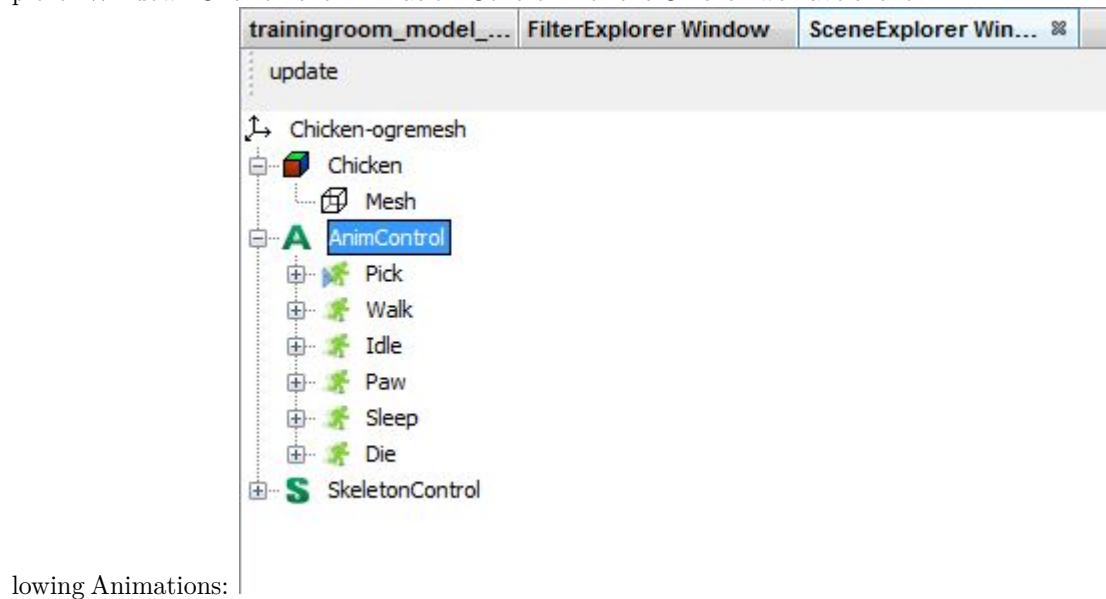 trainingroom_model_... FilterExplorer Window SceneExplorer Win...
update
Chicken-ogremesh
Chicken
Mesh
AnimControl
Pick
Walk
Idle
Paw
Sleep
Die
SkeletonControl
lowing Animations: